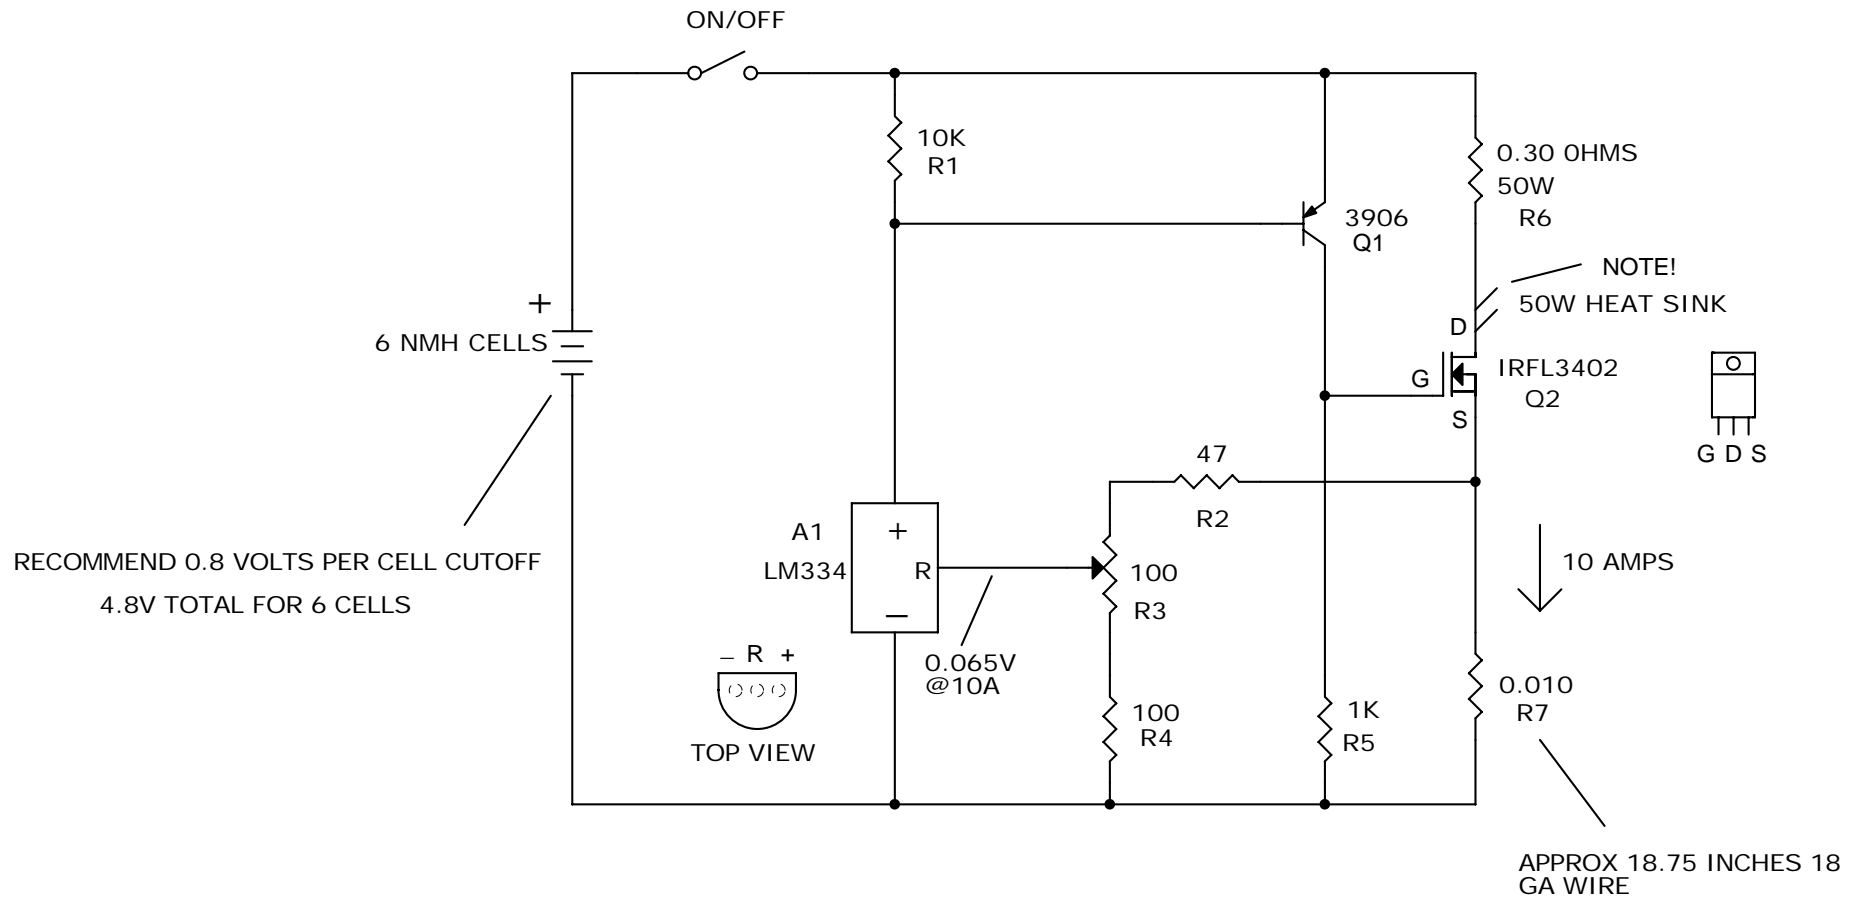 ON/OFF
10K
R1
0.30 0HMS
50W
R6
3906
Q1
NOTE!
50W HEAT SINK
+
6 NMH CELLS
D
G
S
IRFL3402
Q2
G D S
47
R2
A1
LM334
+
R
–
100
R3
10 AMPS
RECOMMEND 0.8 VOLTS PER CELL CUTOFF
4.8V TOTAL FOR 6 CELLS
– R +
TOP VIEW
0.065V
@10A
100
R4
1K
R5
0.010
R7
APPROX 18.75 INCHES 18
GA WIRE